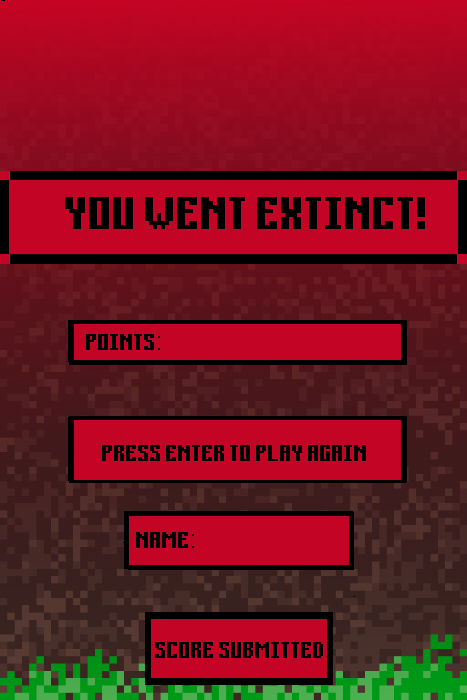 YOU WENT EXTINCT!
POINTS:
PRESS ENTER TO PLAY AGAIN
NAME:
SCORE SUBMITTED